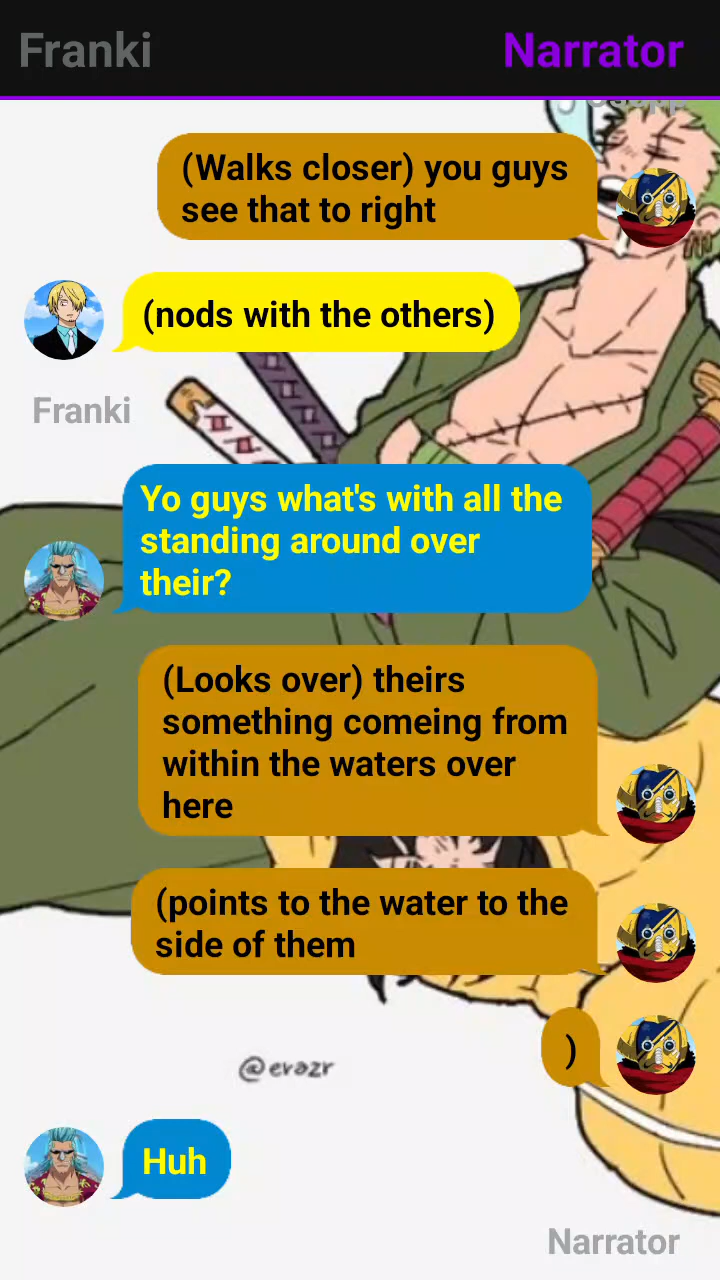 Franki
Narrator
(Walks closer) you guys
see that to right
(nods with the others)
Franki
Yo guys what's with all the
standing around over
their?
(Looks over) theirs
something comeing from
within the waters over
here
(points to the water to the
side of them
)
@evazr
Huh
Narrator